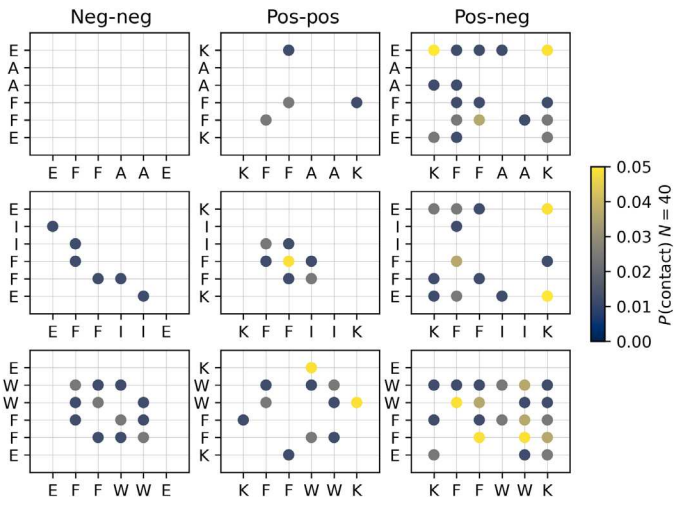 Neg-neg Pos-pos Pos-neg
E K E
A A A
A A A
F F F
F F F
E K E
E F F A A E K F F A A K K F F A A K
E K E
I I I
I I I
F F F
F F F
E K E
E F F I I E K F F I I K K F F I I K
E K E
W W W
W W W
F F F
F F F
E K E
E F F W W E K F F W W K K F F W W K
0.05
0.04
0.03
0.02
0.01
0.00
P(contact) N = 40